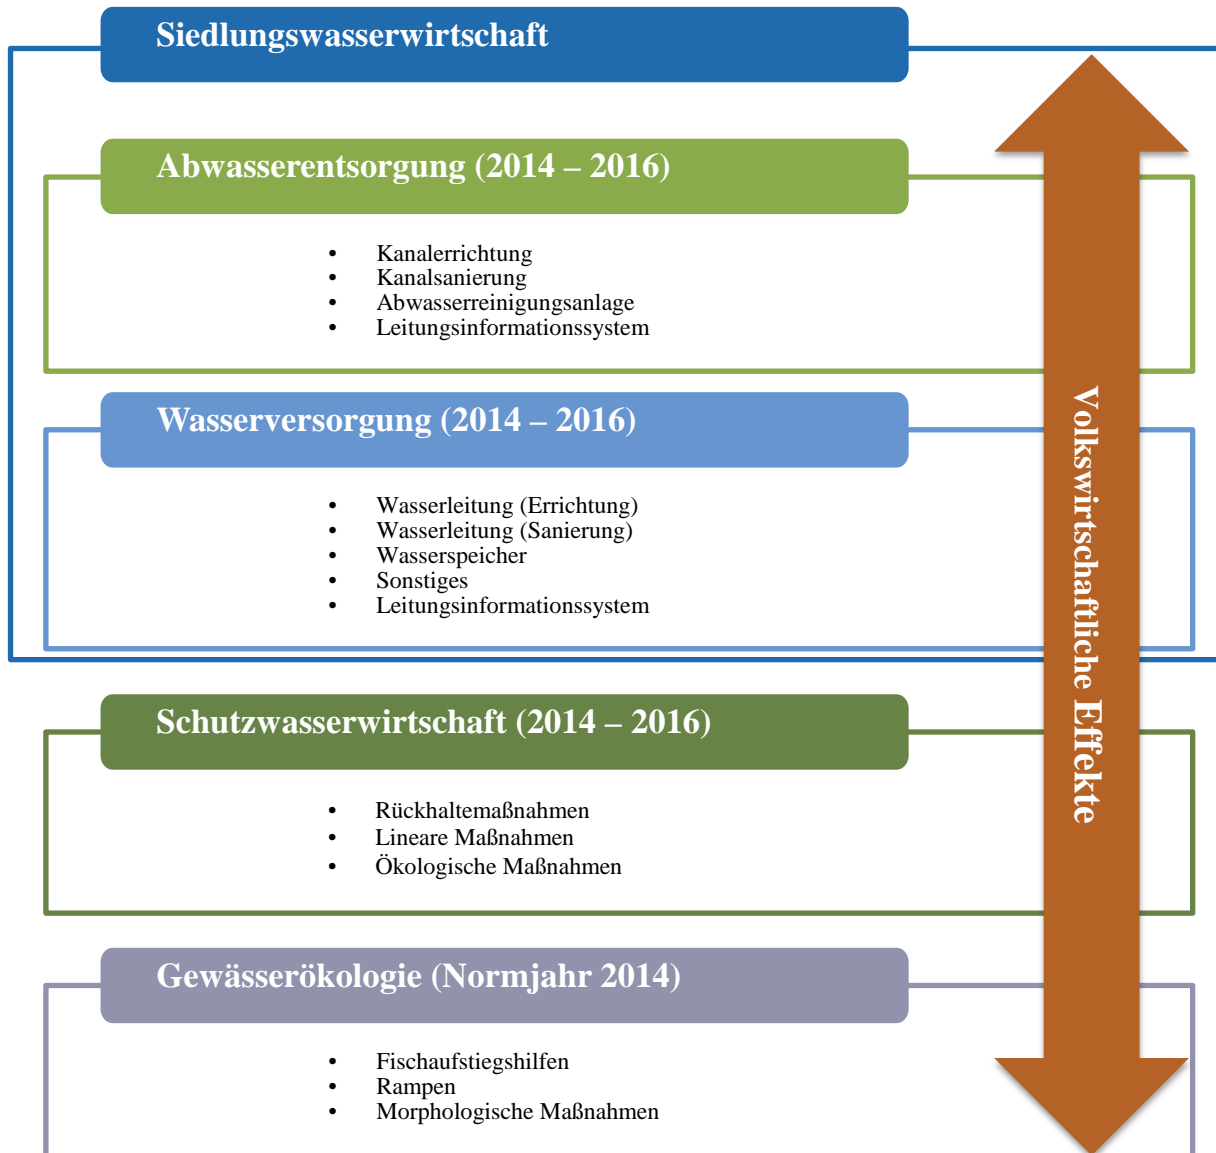 Siedlungswasserwirtschaft
Abwasserentsorgung (2014 – 2016)
• Kanalerrichtung
• Kanalsanierung
• Abwasserreinigungsanlage
• Leitungsinformationssystem
Wasserversorgung (2014 – 2016)
• Wasserleitung (Errichtung)
• Wasserleitung (Sanierung)
• Wasserspeicher
• Sonstiges
• Leitungsinformationssystem
Schutzwasserwirtschaft (2014 – 2016)
• Rückhaltemaßnahmen
• Lineare Maßnahmen
• Ökologische Maßnahmen
Gewässerökologie (Normjahr 2014)
• Fischaufstiegshilfen
• Rampen
• Morphologische Maßnahmen
Volkswirtschaftliche Effekte